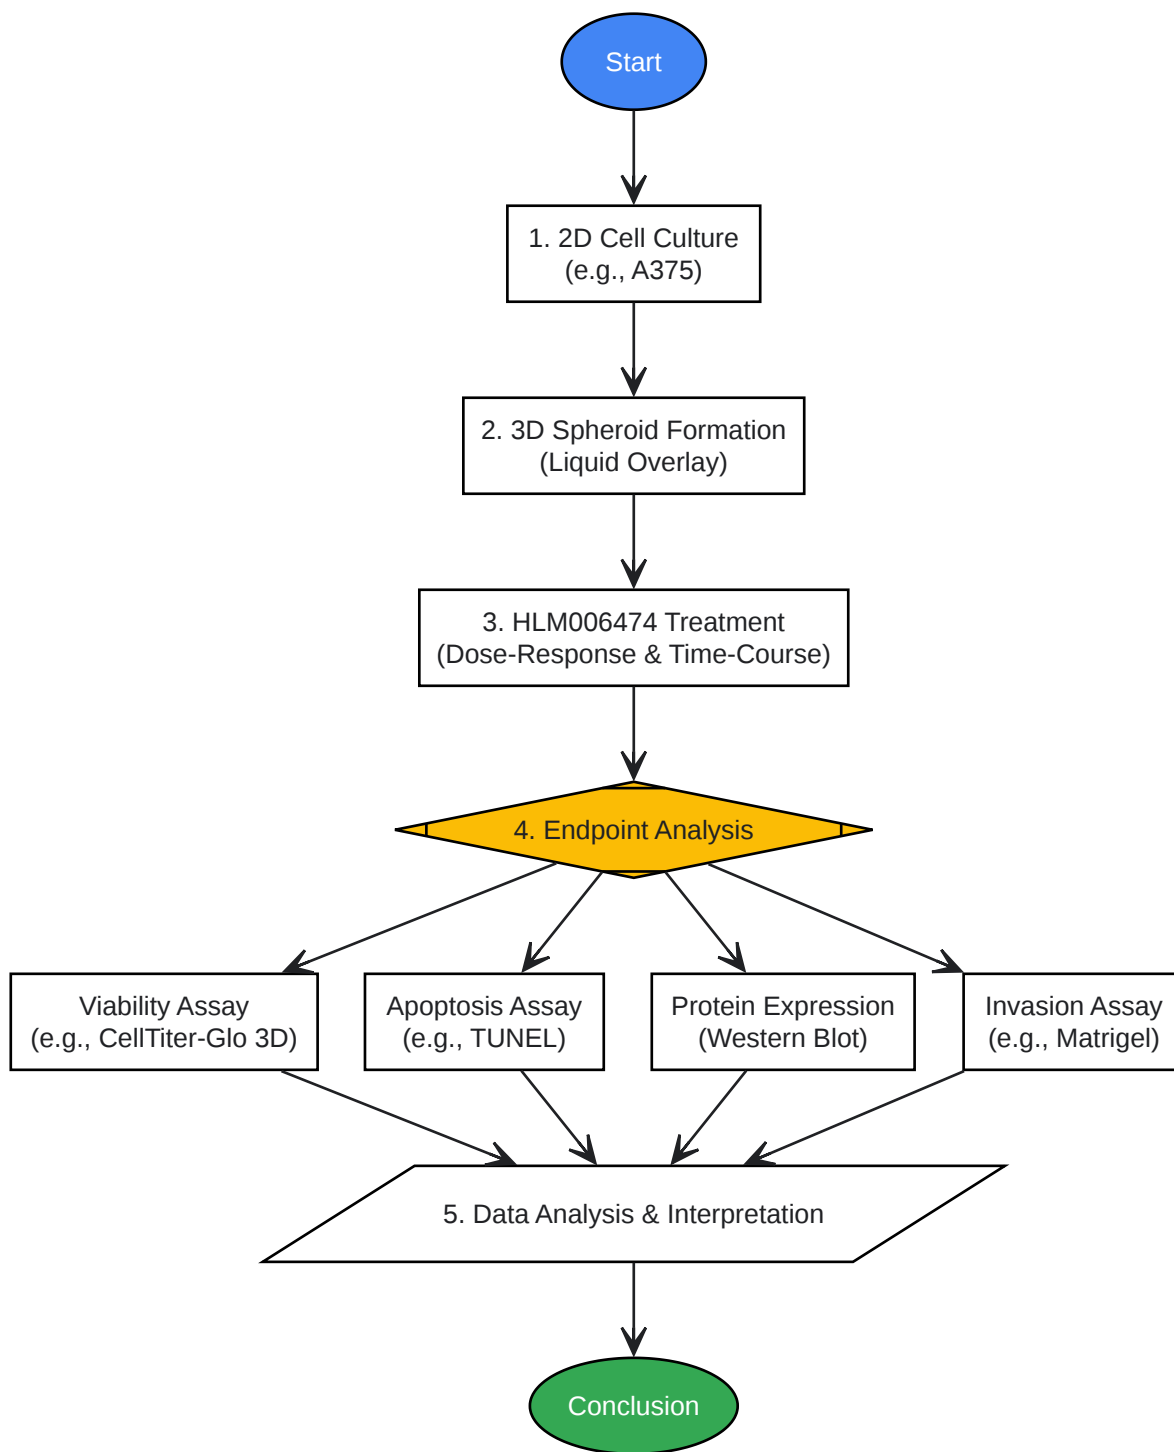 Start
1. 2D Cell Culture
(e.g., A375)
2. 3D Spheroid Formation
(Liquid Overlay)
3. HLM006474 Treatment
(Dose-Response & Time-Course)
4. Endpoint Analysis
Viability Assay
(e.g., CellTiter-Glo 3D)
Apoptosis Assay
(e.g., TUNEL)
Protein Expression
(Western Blot)
Invasion Assay
(e.g., Matrigel)
5. Data Analysis & Interpretation
Conclusion